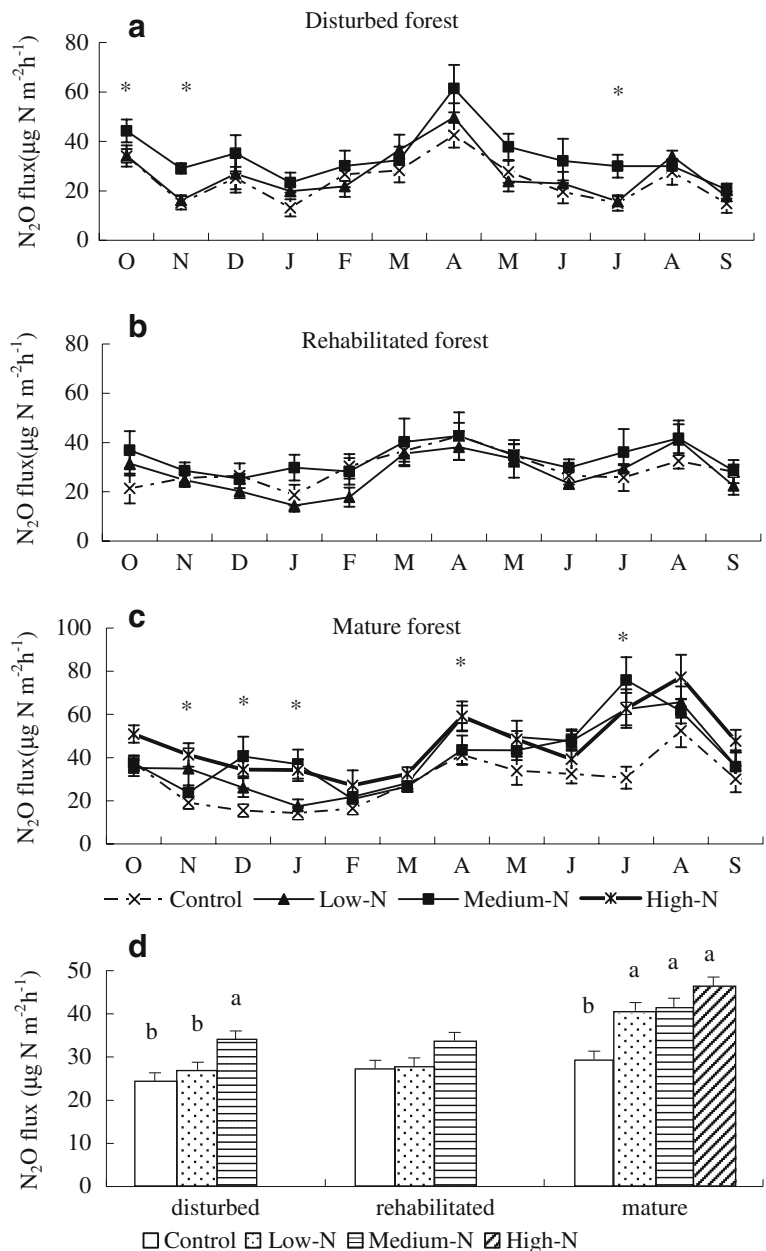 a Disturbed forest
N₂O flux(µg N m⁻²h⁻¹)
80
60
40
20
0
* * *
O N D J F M A M J J A S
b Rehabilitated forest
N₂O flux(µg N m⁻²h⁻¹)
80
60
40
20
0
O N D J F M A M J J A S
c Mature forest
N₂O flux(µg N m⁻²h⁻¹)
100
80
60
40
20
0
* * * * *
O N D J F M A M J J A S
Control Low-N Medium-N High-N
d
N₂O flux (µg N m⁻²h⁻¹)
50
40
30
20
10
0
b b a b a a a
disturbed rehabilitated mature
Control Low-N Medium-N High-N